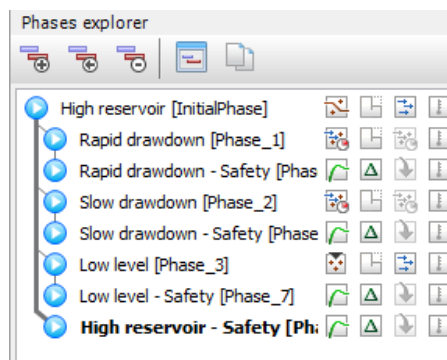 Phases explorer
High reservoir [InitialPhase]
Rapid drawdown [Phase_1]
Rapid drawdown - Safety [Phas
Slow drawdown [Phase_2]
Slow drawdown - Safety [Phase
Low level [Phase_3]
Low level - Safety [Phase_7]
High reservoir - Safety [Pha